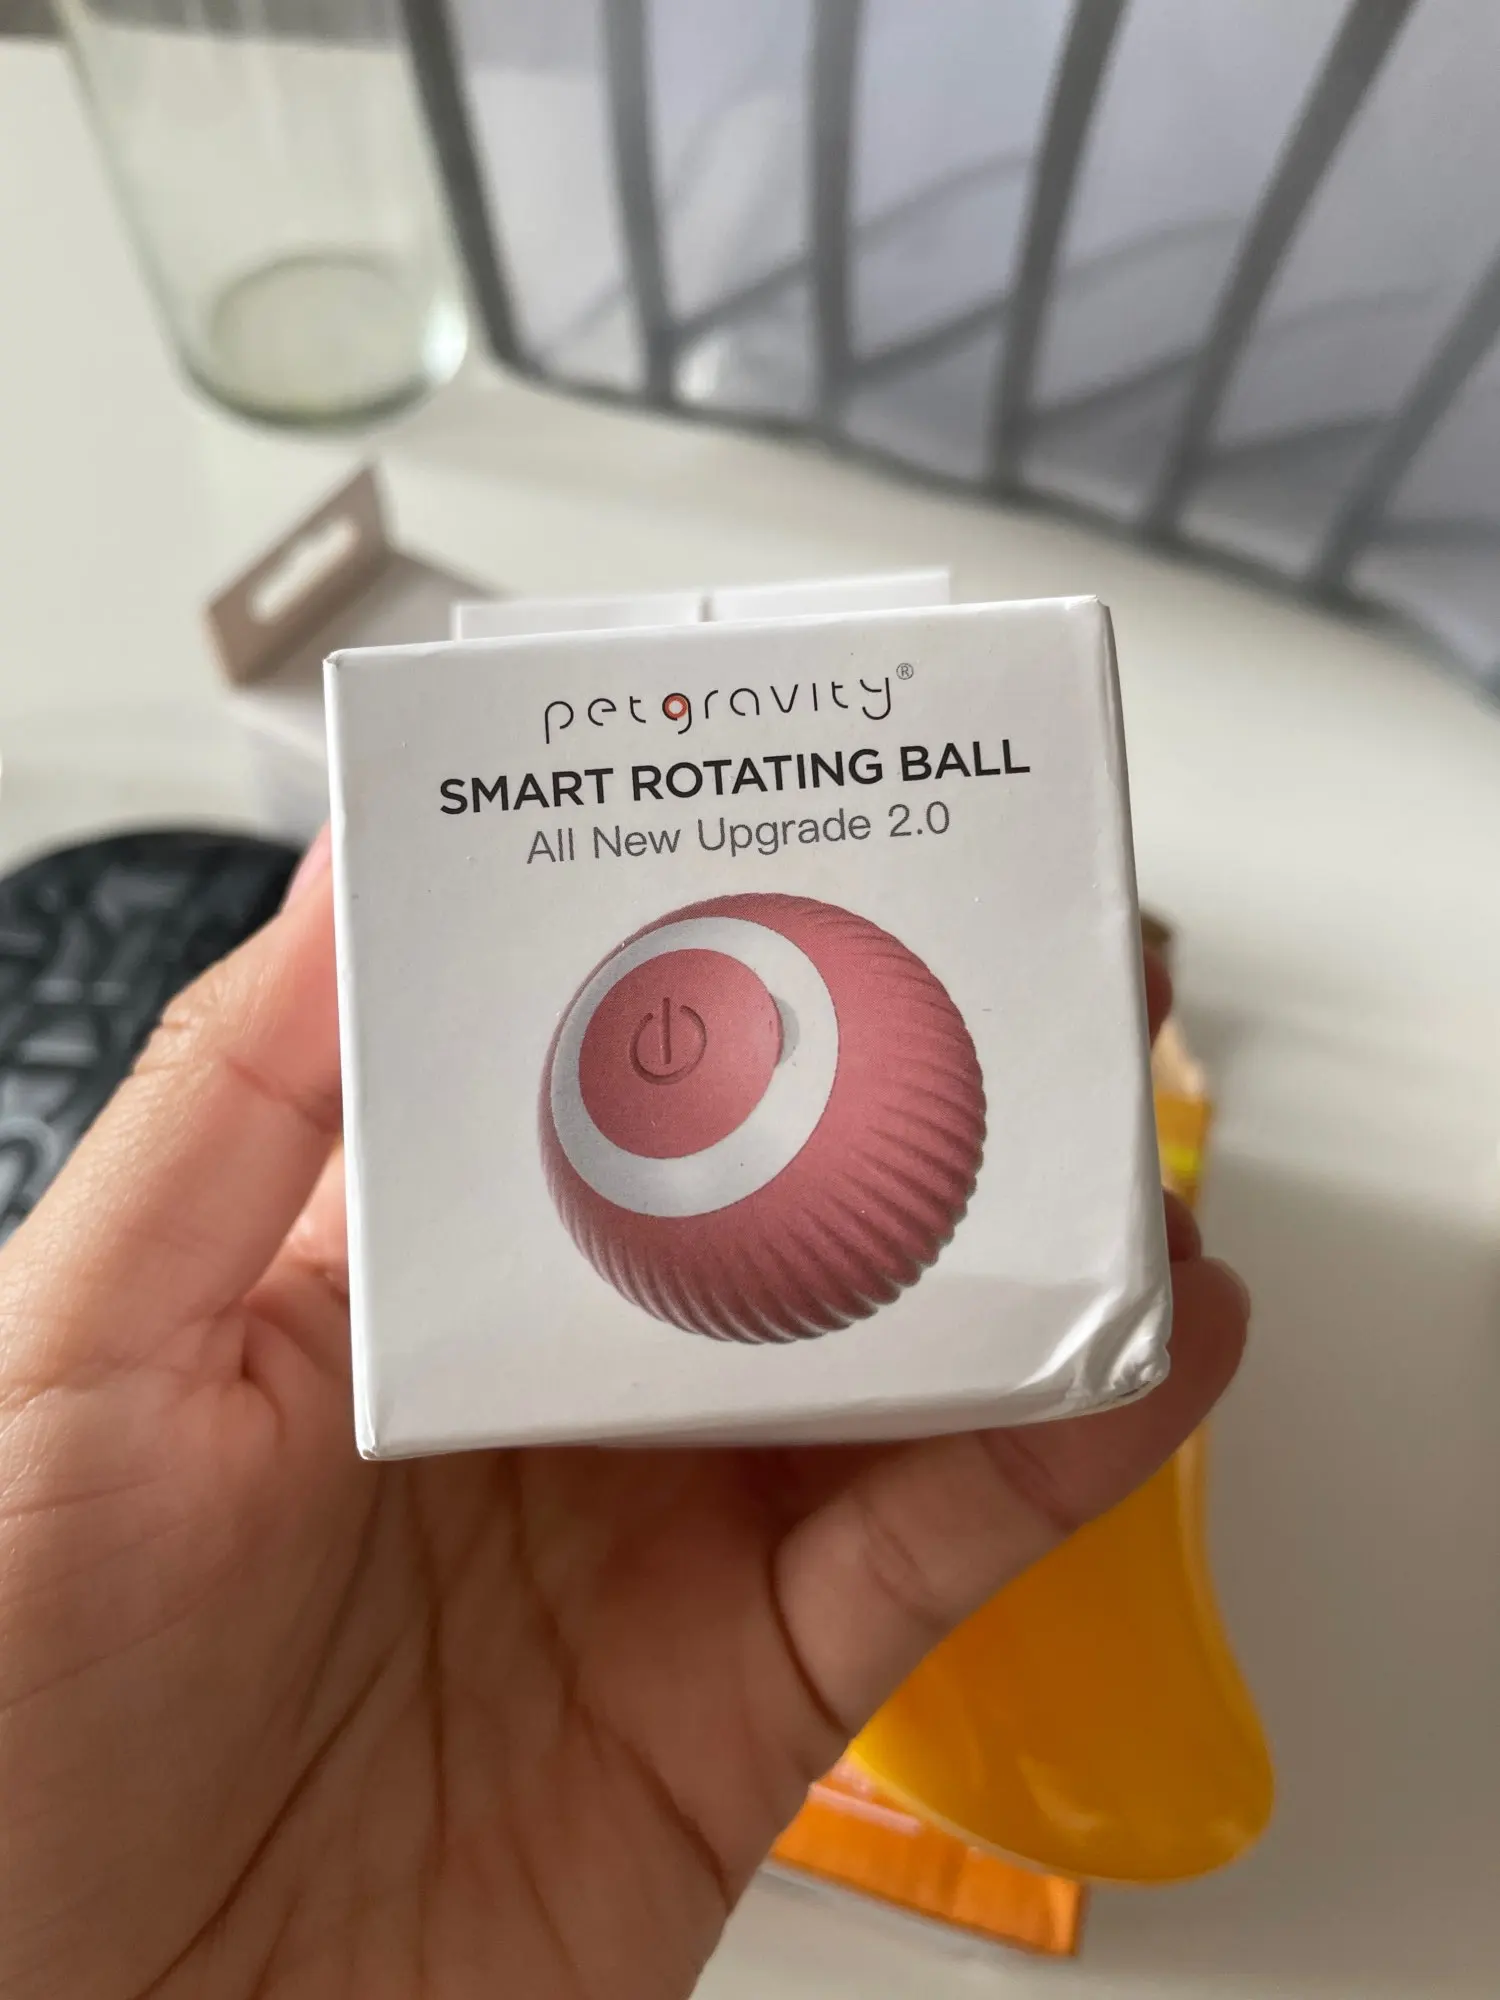 petgravity®
SMART ROTATING BALL
All New Upgrade 2.0